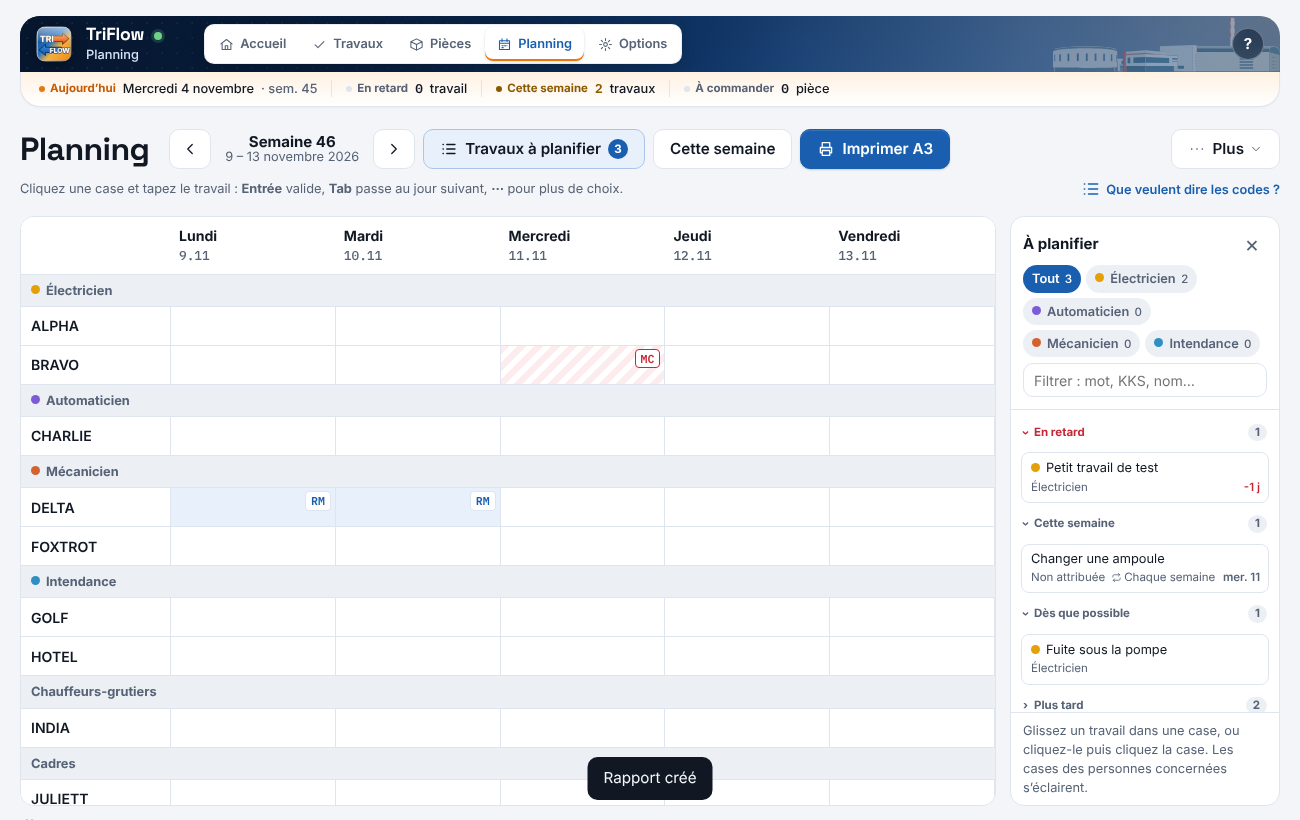 TRI
FLOW
TriFlow
Planning
Accueil
Travaux
Pièces
Planning
Options
?
Aujourd'hui Mercredi 4 novembre · sem. 45
En retard 0 travail
Cette semaine 2 travaux
À commander 0 pièce
Planning
Semaine 46
9 – 13 novembre 2026
Travaux à planifier 3
Cette semaine
Imprimer A3
··· Plus
Cliquez une case et tapez le travail : Entrée valide, Tab passe au jour suivant, ··· pour plus de choix.
Que veulent dire les codes ?
Lundi
9.11
Mardi
10.11
Mercredi
11.11
Jeudi
12.11
Vendredi
13.11
Électricien
ALPHA
BRAVO
MC
Automaticien
CHARLIE
Mécanicien
DELTA
RM
RM
FOXTROT
Intendance
GOLF
HOTEL
Chauffeurs-grutiers
INDIA
Cadres
JULIETT
À planifier
Tout 3
Électricien 2
Automaticien 0
Mécanicien 0
Intendance 0
Filtrer : mot, KKS, nom...
En retard 1
Petit travail de test
Électricien -1 j
Cette semaine 1
Changer une ampoule
Non attribuée Chaque semaine mer. 11
Dès que possible 1
Fuite sous la pompe
Électricien
Plus tard 2
Glissez un travail dans une case, ou
cliquez-le puis cliquez la case. Les
cases des personnes concernées
s'éclairent.
Rapport créé